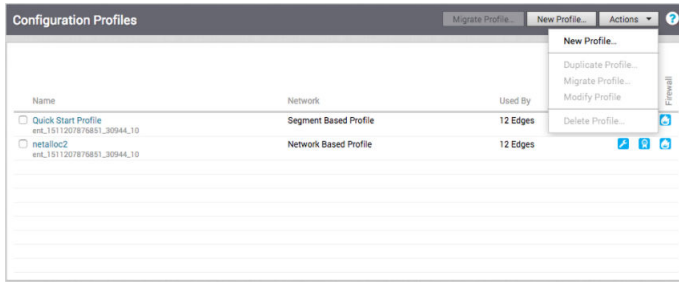 Configuration Profiles
Migrate Profile... New Profile... Actions ?
New Profile...
Duplicate Profile...
Migrate Profile...
Modify Profile
Delete Profile...
Name Network Used By Firewall
Quick Start Profile Segment Based Profile 12 Edges
ent_1511207876851_30944_10
netalloc2 Network Based Profile 12 Edges
ent_1511207876851_30944_10